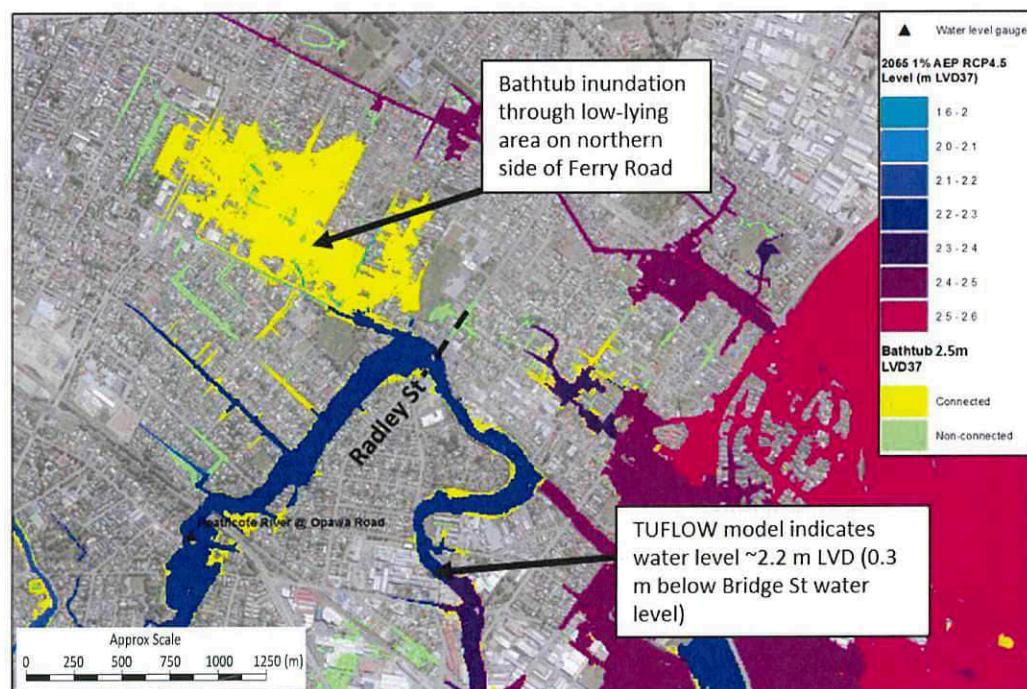 Water level gauge
2065 1% AEP RCP4.5
Level (m LVD37)
1 6 - 2
2 0 - 2 1
2 1 - 2 2
2 2 - 2 3
2 3 - 2 4
2 4 - 2 5
2 5 - 2 6
Bathtub 2.5m
LVD37
Connected
Non-connected
Bathtub inundation
through low-lying
area on northern
side of Ferry Road
Radley St
Heathcote River @ Opawa Road
TUFLOW model indicates
water level ~2.2 m LVD (0.3
m below Bridge St water
level)
Approx Scale
0 250 500 750 1000 1250 (m)